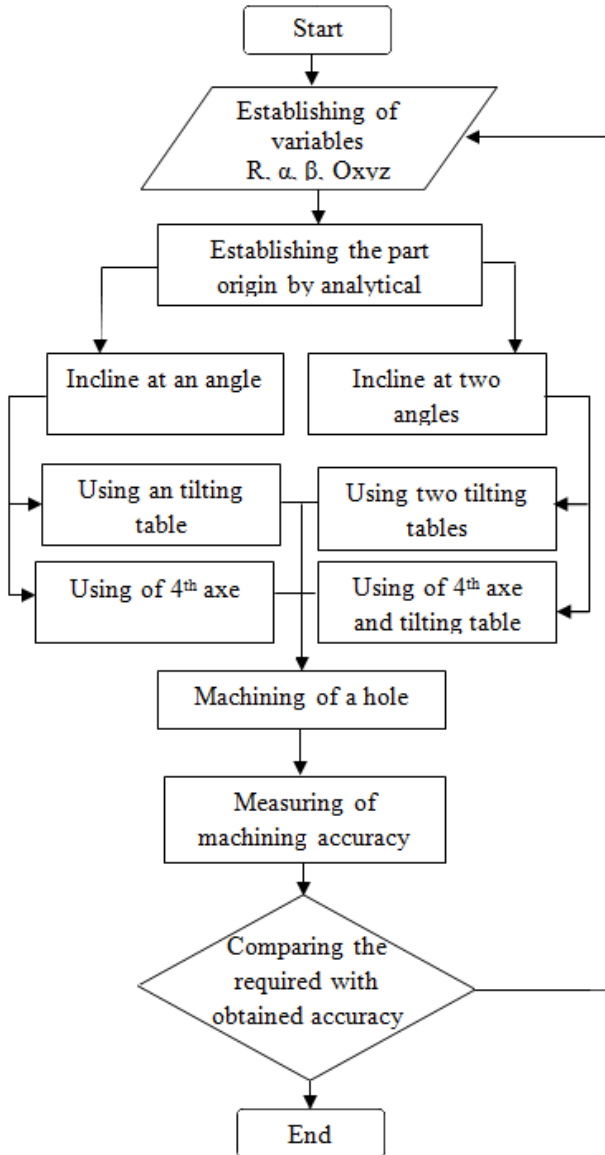 Start
Establishing of
variables
R, α, β, Oxyz
Establishing the part
origin by analytical
Incline at an angle
Incline at two
angles
Using an tilting
table
Using two tilting
tables
Using of 4th axe
Using of 4th axe
and tilting table
Machining of a hole
Measuring of
machining accuracy
Comparing the
required with
obtained accuracy
End